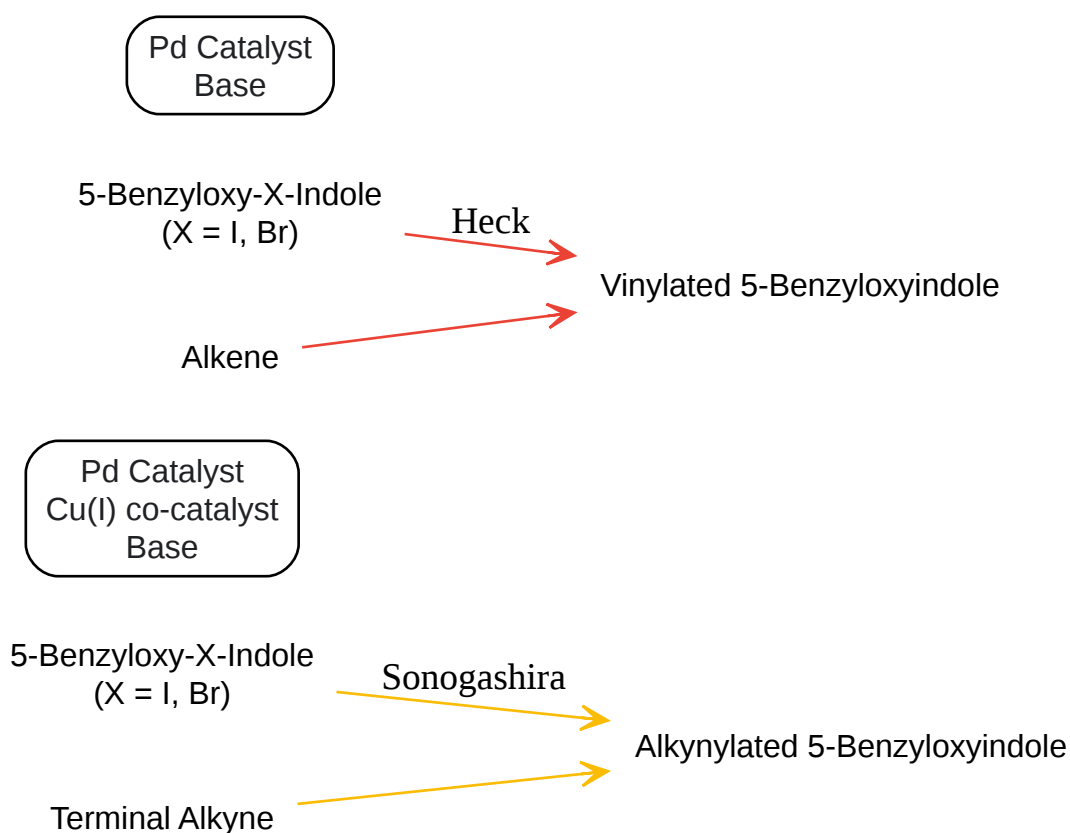 Pd Catalyst
Base
5-Benzyloxy-X-Indole
(X = I, Br)
Heck
Vinylated 5-Benzyloxyindole
Alkene
Pd Catalyst
Cu(I) co-catalyst
Base
5-Benzyloxy-X-Indole
(X = I, Br)
Sonogashira
Alkynylated 5-Benzyloxyindole
Terminal Alkyne